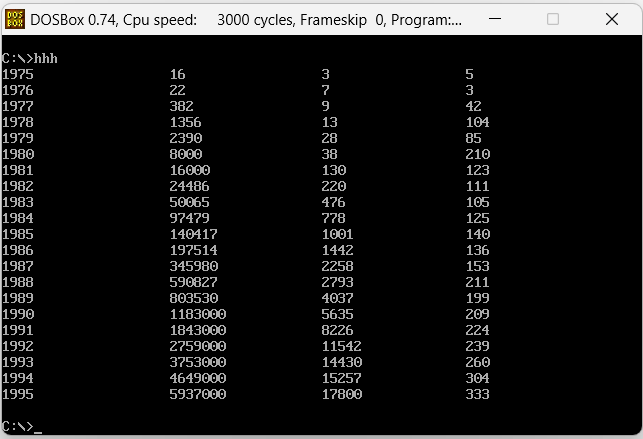 DOS BOX DOSBox 0.74, Cpu speed: 3000 cycles, Frameskip 0, Program:...
C:\>hhh
1975 16 3 5
1976 22 7 3
1977 382 9 42
1978 1356 13 104
1979 2390 28 85
1980 8000 38 210
1981 16000 130 123
1982 24486 220 111
1983 50065 476 105
1984 97479 778 125
1985 140417 1001 140
1986 197514 1442 136
1987 345980 2258 153
1988 590827 2793 211
1989 803530 4037 199
1990 1183000 5635 209
1991 1843000 8226 224
1992 2759000 11542 239
1993 3753000 14430 260
1994 4649000 15257 304
1995 5937000 17800 333
C:\>_